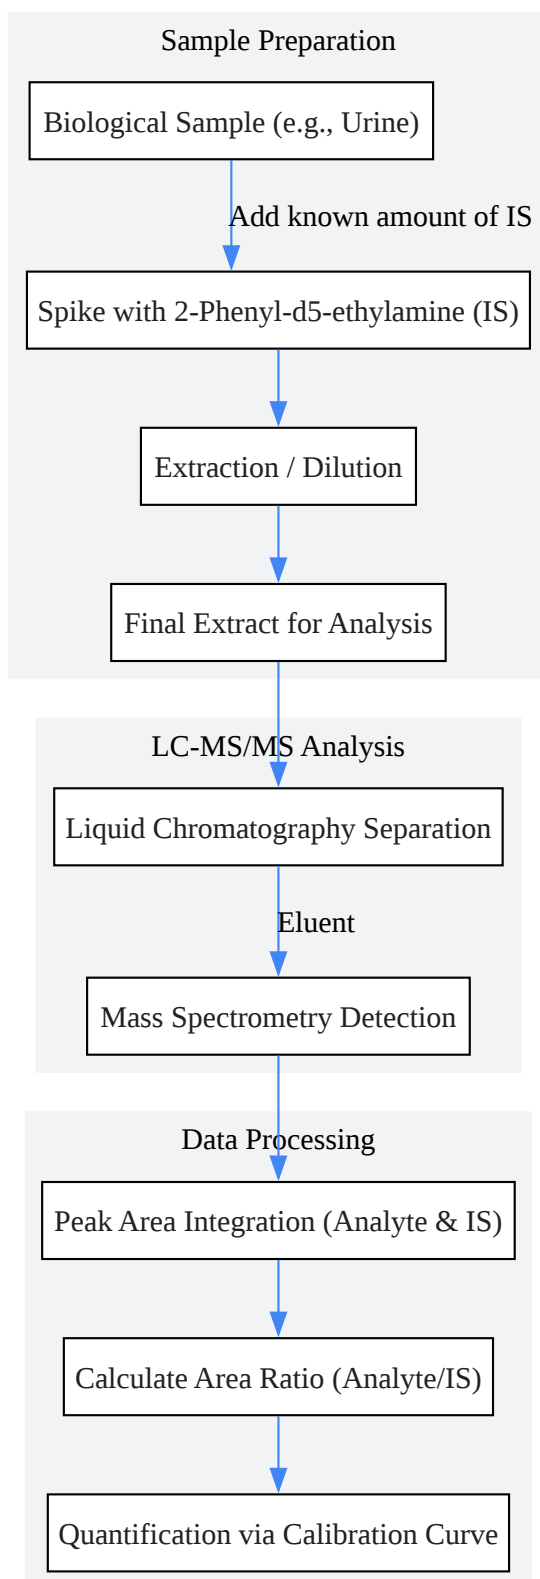 Sample Preparation
Biological Sample (e.g., Urine)
Add known amount of IS
Spike with 2-Phenyl-d5-ethylamine (IS)
Extraction / Dilution
Final Extract for Analysis
LC-MS/MS Analysis
Liquid Chromatography Separation
Eluent
Mass Spectrometry Detection
Data Processing
Peak Area Integration (Analyte & IS)
Calculate Area Ratio (Analyte/IS)
Quantification via Calibration Curve